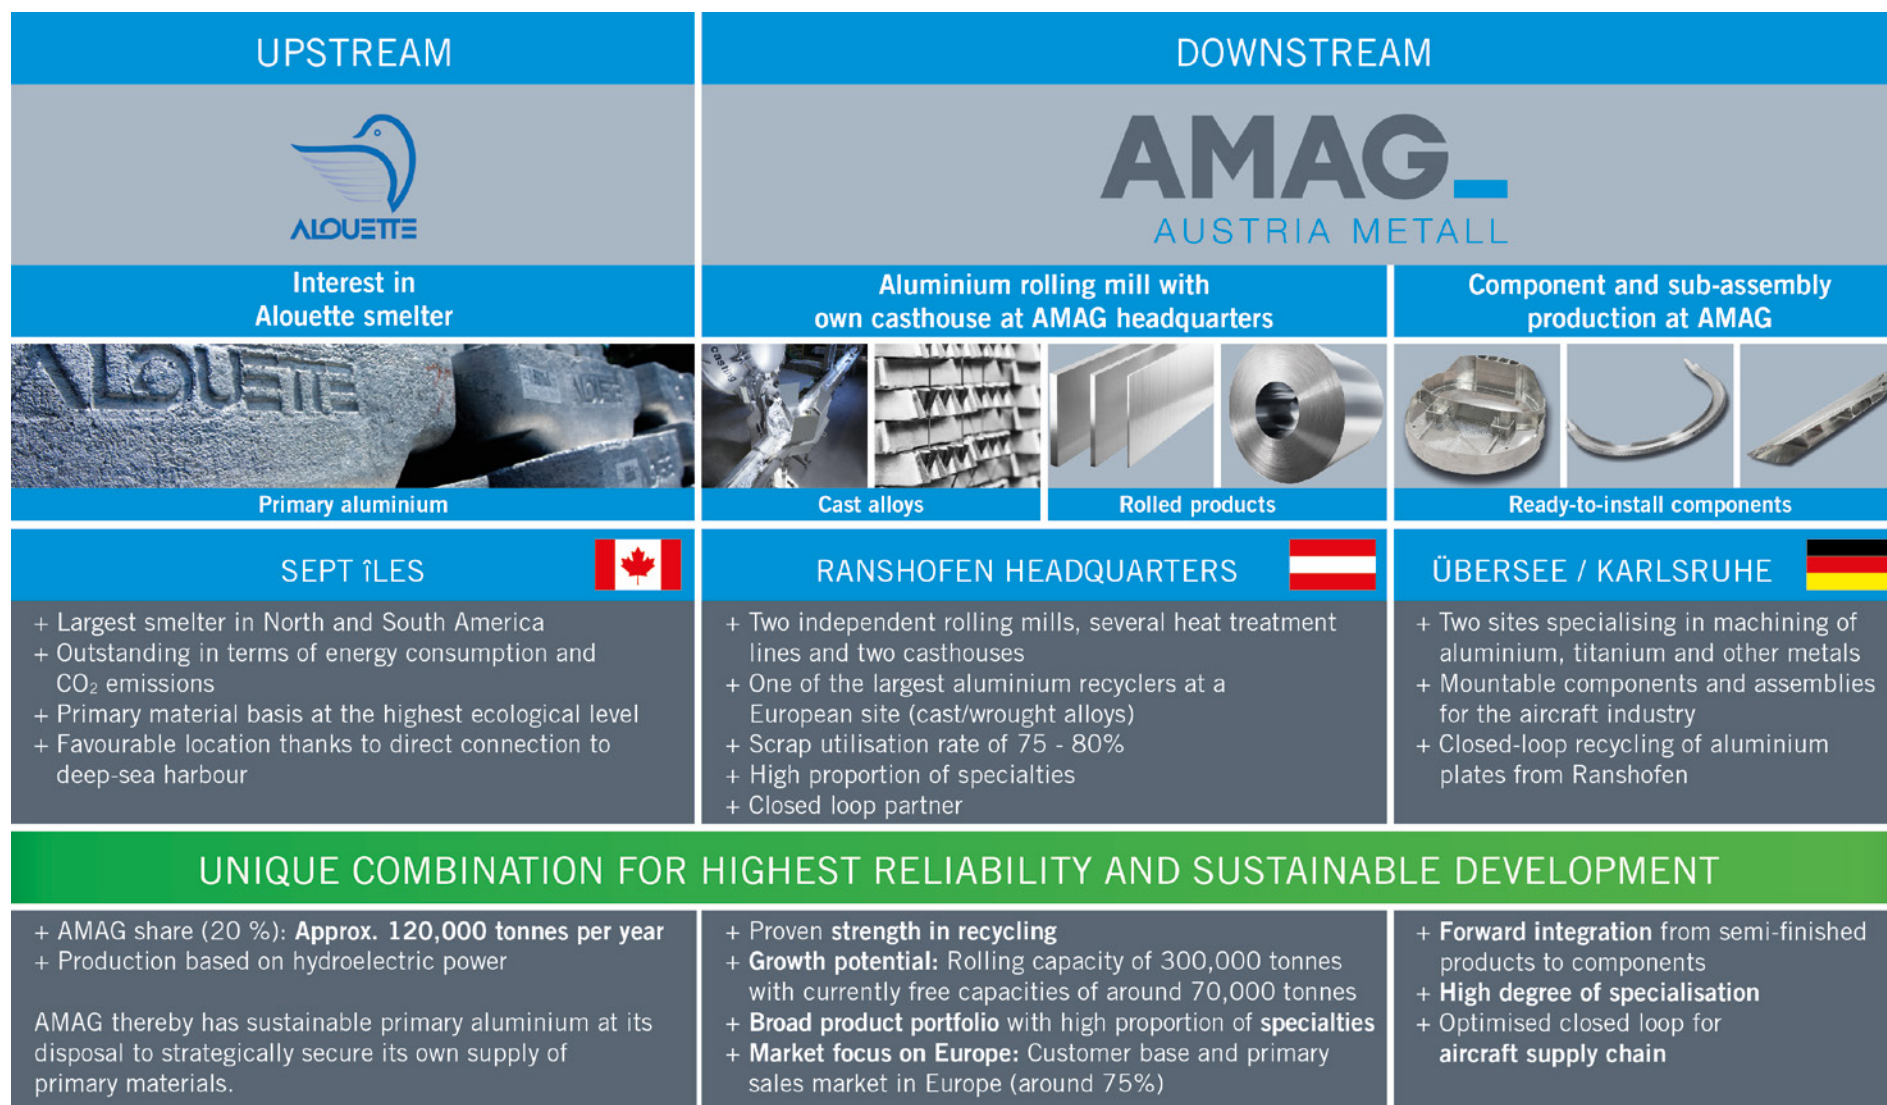 UPSTREAM
DOWNSTREAM
ALOUETTE
AMAG_
AUSTRIA METALL
Interest in
Alouette smelter
Aluminium rolling mill with
own casthouse at AMAG headquarters
Component and sub-assembly
production at AMAG
ALOUETTE
ALOUETTE
casting
Primary aluminium
Cast alloys
Rolled products
Ready-to-install components
SEPT îLES
+ Largest smelter in North and South America
+ Outstanding in terms of energy consumption and
CO₂ emissions
+ Primary material basis at the highest ecological level
+ Favourable location thanks to direct connection to
deep-sea harbour
RANSHOFEN HEADQUARTERS
+ Two independent rolling mills, several heat treatment
lines and two casthouses
+ One of the largest aluminium recyclers at a
European site (cast/wrought alloys)
+ Scrap utilisation rate of 75 - 80%
+ High proportion of specialties
+ Closed loop partner
ÜBERSEE / KARLSRUHE
+ Two sites specialising in machining of
aluminium, titanium and other metals
+ Mountable components and assemblies
for the aircraft industry
+ Closed-loop recycling of aluminium
plates from Ranshofen
UNIQUE COMBINATION FOR HIGHEST RELIABILITY AND SUSTAINABLE DEVELOPMENT
+ AMAG share (20 %): Approx. 120,000 tonnes per year
+ Production based on hydroelectric power
AMAG thereby has sustainable primary aluminium at its
disposal to strategically secure its own supply of
primary materials.
+ Proven strength in recycling
+ Growth potential: Rolling capacity of 300,000 tonnes
with currently free capacities of around 70,000 tonnes
+ Broad product portfolio with high proportion of specialties
+ Market focus on Europe: Customer base and primary
sales market in Europe (around 75%)
+ Forward integration from semi-finished
products to components
+ High degree of specialisation
+ Optimised closed loop for
aircraft supply chain